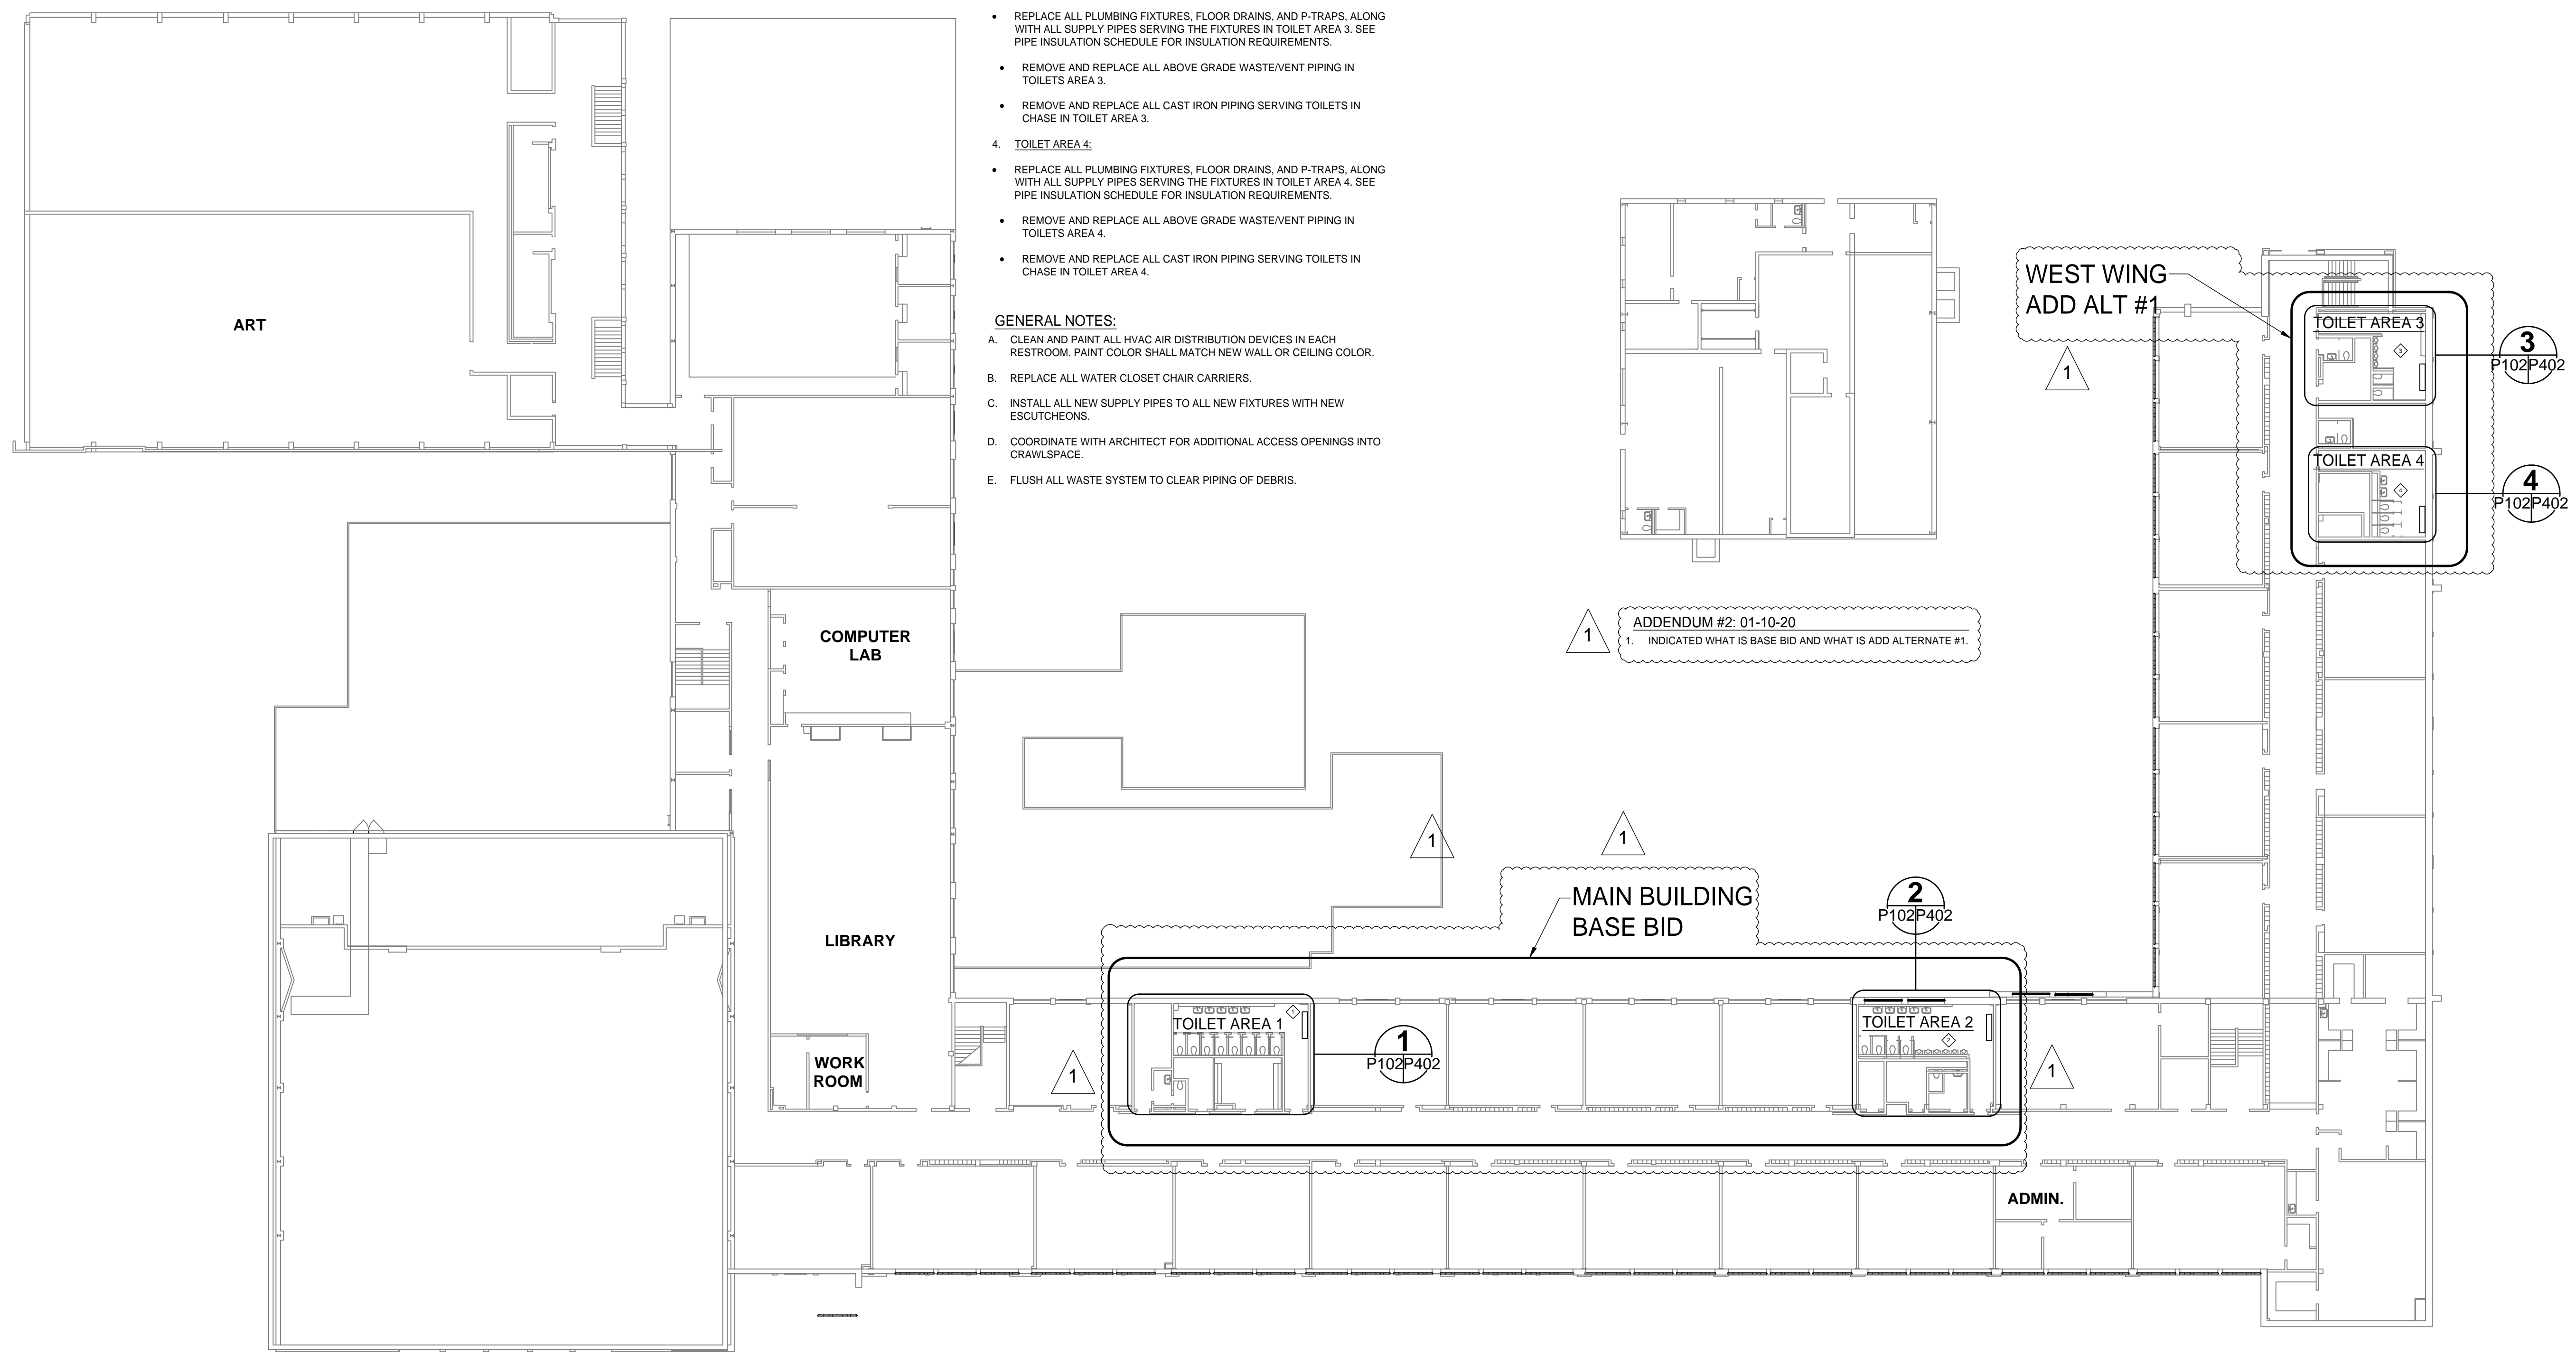 • REPLACE ALL PLUMBING FIXTURES, FLOOR DRAINS, AND P-TRAPS, ALONG
WITH ALL SUPPLY PIPES SERVING THE FIXTURES IN TOILET AREA 3. SEE
PIPE INSULATION SCHEDULE FOR INSULATION REQUIREMENTS.
• REMOVE AND REPLACE ALL ABOVE GRADE WASTE/VENT PIPING IN
TOILETS AREA 3.
• REMOVE AND REPLACE ALL CAST IRON PIPING SERVING TOILETS IN
CHASE IN TOILET AREA 3.
4. TOILET AREA 4:
• REPLACE ALL PLUMBING FIXTURES, FLOOR DRAINS, AND P-TRAPS, ALONG
WITH ALL SUPPLY PIPES SERVING THE FIXTURES IN TOILET AREA 4. SEE
PIPE INSULATION SCHEDULE FOR INSULATION REQUIREMENTS.
• REMOVE AND REPLACE ALL ABOVE GRADE WASTE/VENT PIPING IN
TOILETS AREA 4.
• REMOVE AND REPLACE ALL CAST IRON PIPING SERVING TOILETS IN
CHASE IN TOILET AREA 4.
GENERAL NOTES:
A. CLEAN AND PAINT ALL HVAC AIR DISTRIBUTION DEVICES IN EACH
RESTROOM. PAINT COLOR SHALL MATCH NEW WALL OR CEILING COLOR.
B. REPLACE ALL WATER CLOSET CHAIR CARRIERS.
C. INSTALL ALL NEW SUPPLY PIPES TO ALL NEW FIXTURES WITH NEW
ESCUTCHEONS.
D. COORDINATE WITH ARCHITECT FOR ADDITIONAL ACCESS OPENINGS INTO
CRAWLSPACE.
E. FLUSH ALL WASTE SYSTEM TO CLEAR PIPING OF DEBRIS.
ART
WEST WING
ADD ALT #1
1
TOILET AREA 3
3
3
P102 P402
TOILET AREA 4
4
4
P102 P402
1
ADDENDUM #2: 01-10-20
1. INDICATED WHAT IS BASE BID AND WHAT IS ADD ALTERNATE #1.
COMPUTER
LAB
LIBRARY
WORK
ROOM
1
1
MAIN BUILDING
BASE BID
2
P102 P402
TOILET AREA 1
1
1
P102 P402
TOILET AREA 2
2
1
1
ADMIN.